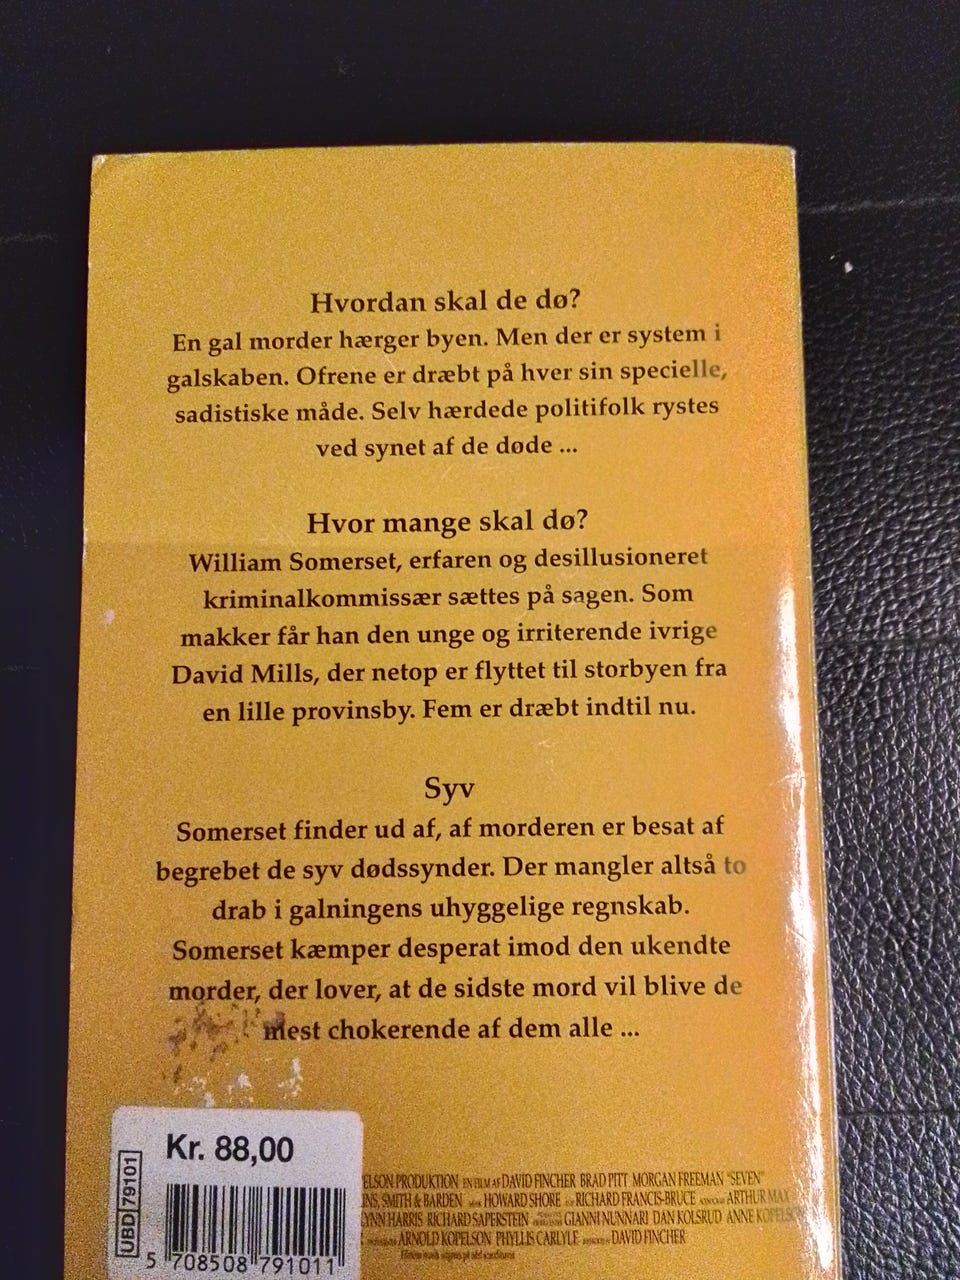 Hvordan skal de dø?
En gal morder hærger byen. Men der er system i
galskaben. Ofrene er dræbt på hver sin specielle,
sadistiske måde. Selv hærdede politifolk rystes
ved synet af de døde ...
Hvor mange skal dø?
William Somerset, erfaren og desillusioneret
kriminalkommissær sættes på sagen. Som
makker får han den unge og irriterende ivrige
David Mills, der netop er flyttet til storbyen fra
en lille provinsby. Fem er dræbt indtil nu.
Syv
Somerset finder ud af, af morderen er besat af
begrebet de syv dødssynder. Der mangler altså to
drab i galningens uhyggelige regnskab.
Somerset kæmper desperat imod den ukendte
morder, der lover, at de sidste mord vil blive de
mest chokerende af dem alle ...
Kr. 88,00
UBD 79101
5 708508 791011
ELSON PRODUKTION EN FILM AF DAVID FINCHER BRAD PITT MORGAN FREEMAN "SEVEN"
NS, SMITH & BARDEN HOWARD SHORE RICHARD FRANCIS-BRUCE ARTHUR MAX
LYNN HARRIS RICHARD SAPERSTEIN GIANNI NUNNARI DAN KOLSRUD ANNE KOPELSON
ARNOLD KOPELSON PHYLLIS CARLYLE DAVID FINCHER